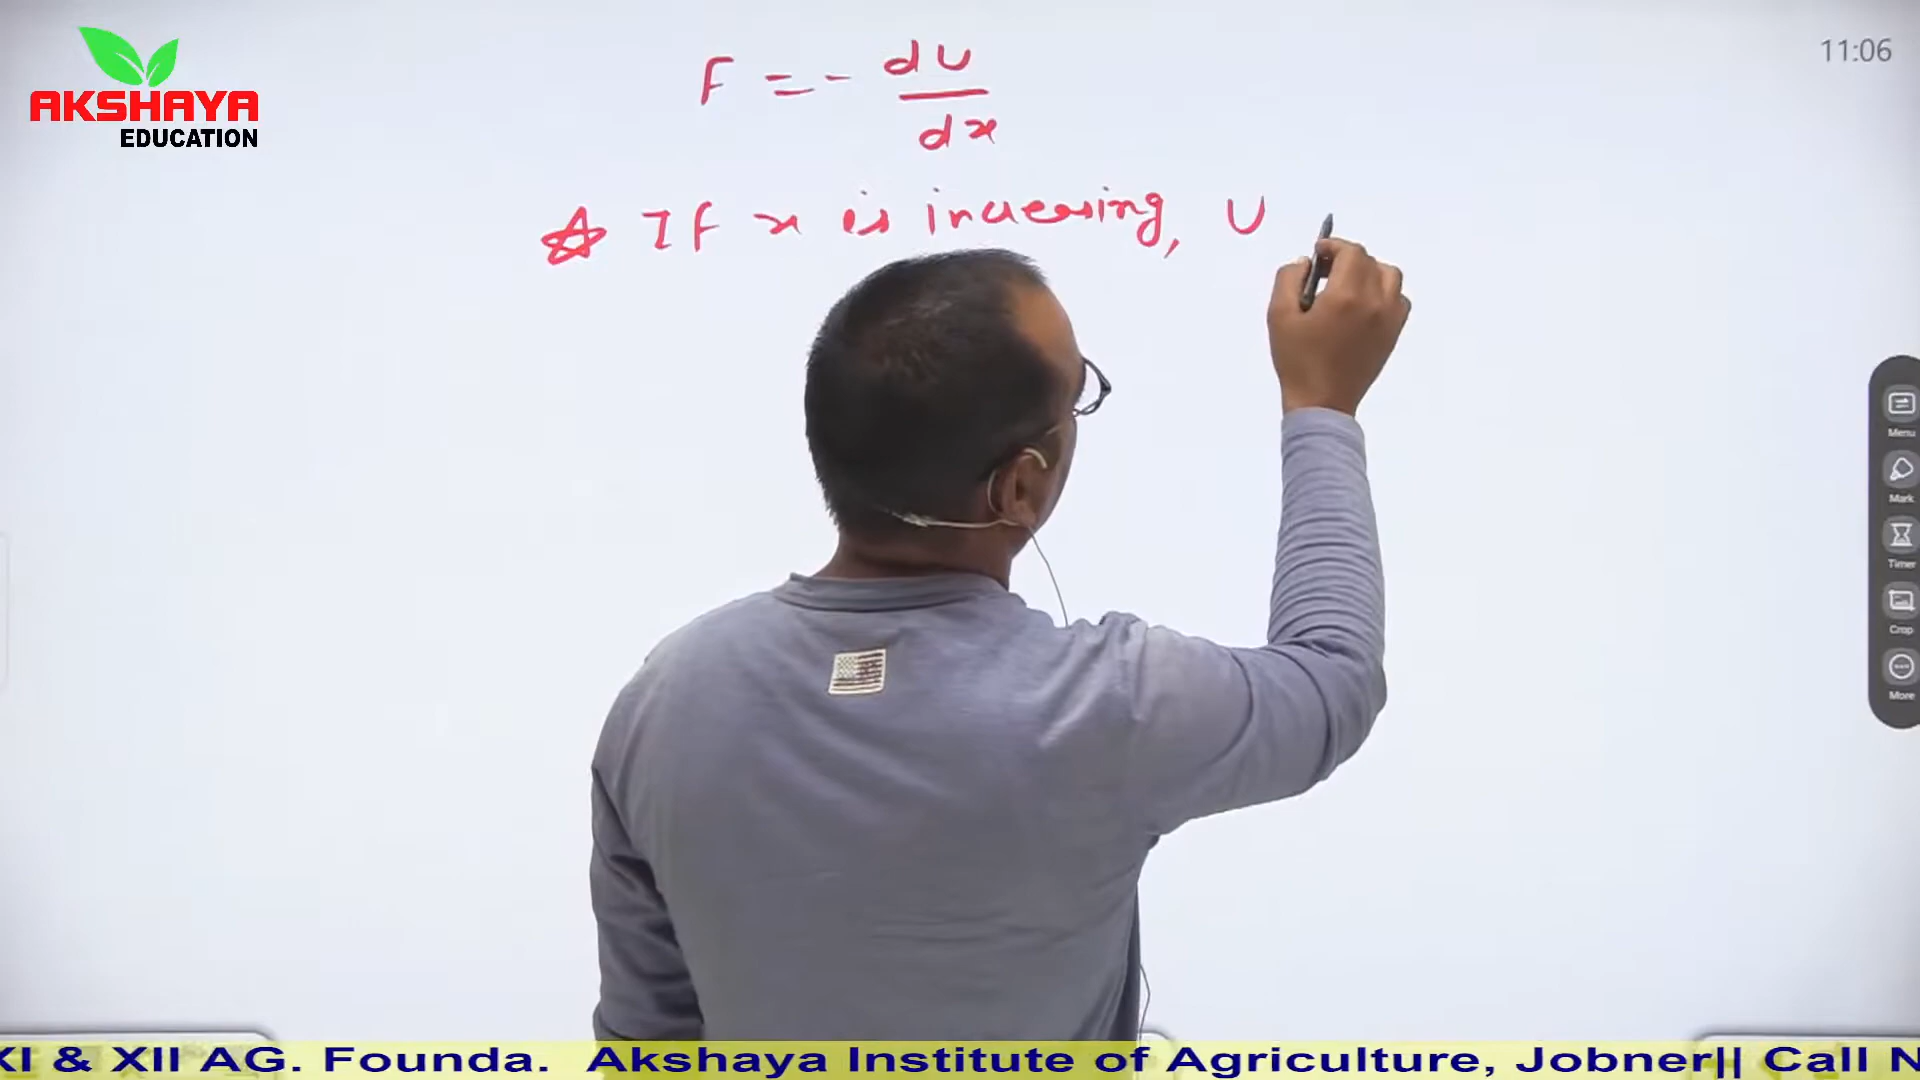 AKSHAYA
EDUCATION
11:06
F = - dU
dx
☆ If x is increasing, U
Menu
Mark
Timer
Crop
More
XI & XII AG. Founda. Akshaya Institute of Agriculture, Jobner|| Call N